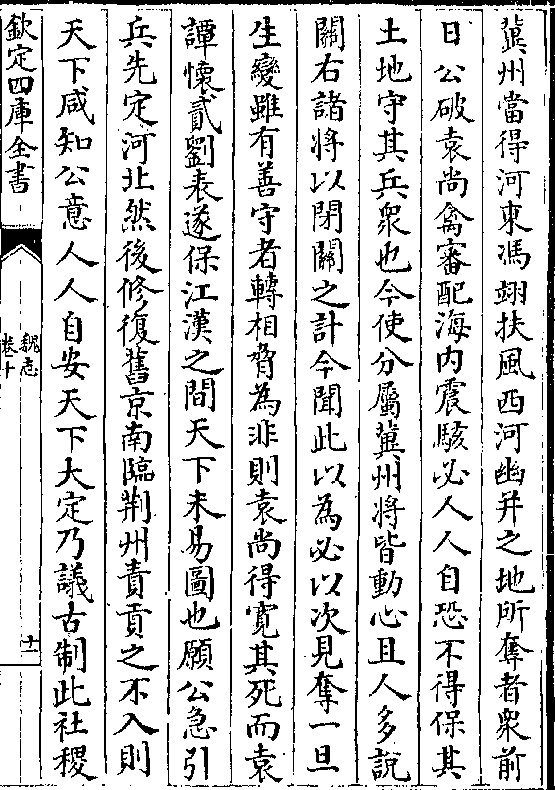 冀州當得河東馮翊扶風西河幽并之地所奪者衆前
日公破袁尚禽審配海内震駭必人人自恐不得保其
土地守其兵衆也今使分屬冀州將皆動心且人多說
關右諸將以閉關之計今聞此以為必以次見奪一旦
生變雖有善守者轉相脅為非則袁尚得寛其死而袁
譚懷貳劉表遂保江漢之間天下未易圖也願公急引
兵先定河北然後修復舊京南臨荆州責貢之不入則
天下咸知公意人人自安天下大定乃議古制此社稷
欽定四庫全書
魏志
卷十
十一